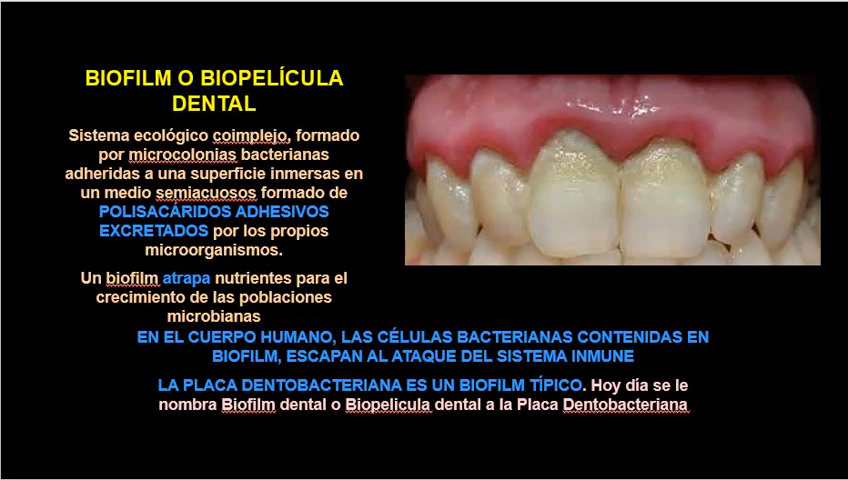 BIOFILM O BIOPELÍCULA
DENTAL
Sistema ecológico coimplejo, formado
por microcolonias bacterianas
adheridas a una superficie inmersas en
un medio semiacuosos formado de
POLISACÁRIDOS ADHESIVOS
EXCRETADOS por los propios
microorganismos.
Un biofilm atrapa nutrientes para el
crecimiento de las poblaciones
microbianas
EN EL CUERPO HUMANO, LAS CÉLULAS BACTERIANAS CONTENIDAS EN
BIOFILM, ESCAPAN AL ATAQUE DEL SISTEMA INMUNE
LA PLACA DENTOBACTERIANA ES UN BIOFILM TÍPICO. Hoy día se le
nombra Biofilm dental o Biopelicula dental a la Placa Dentobacteriana